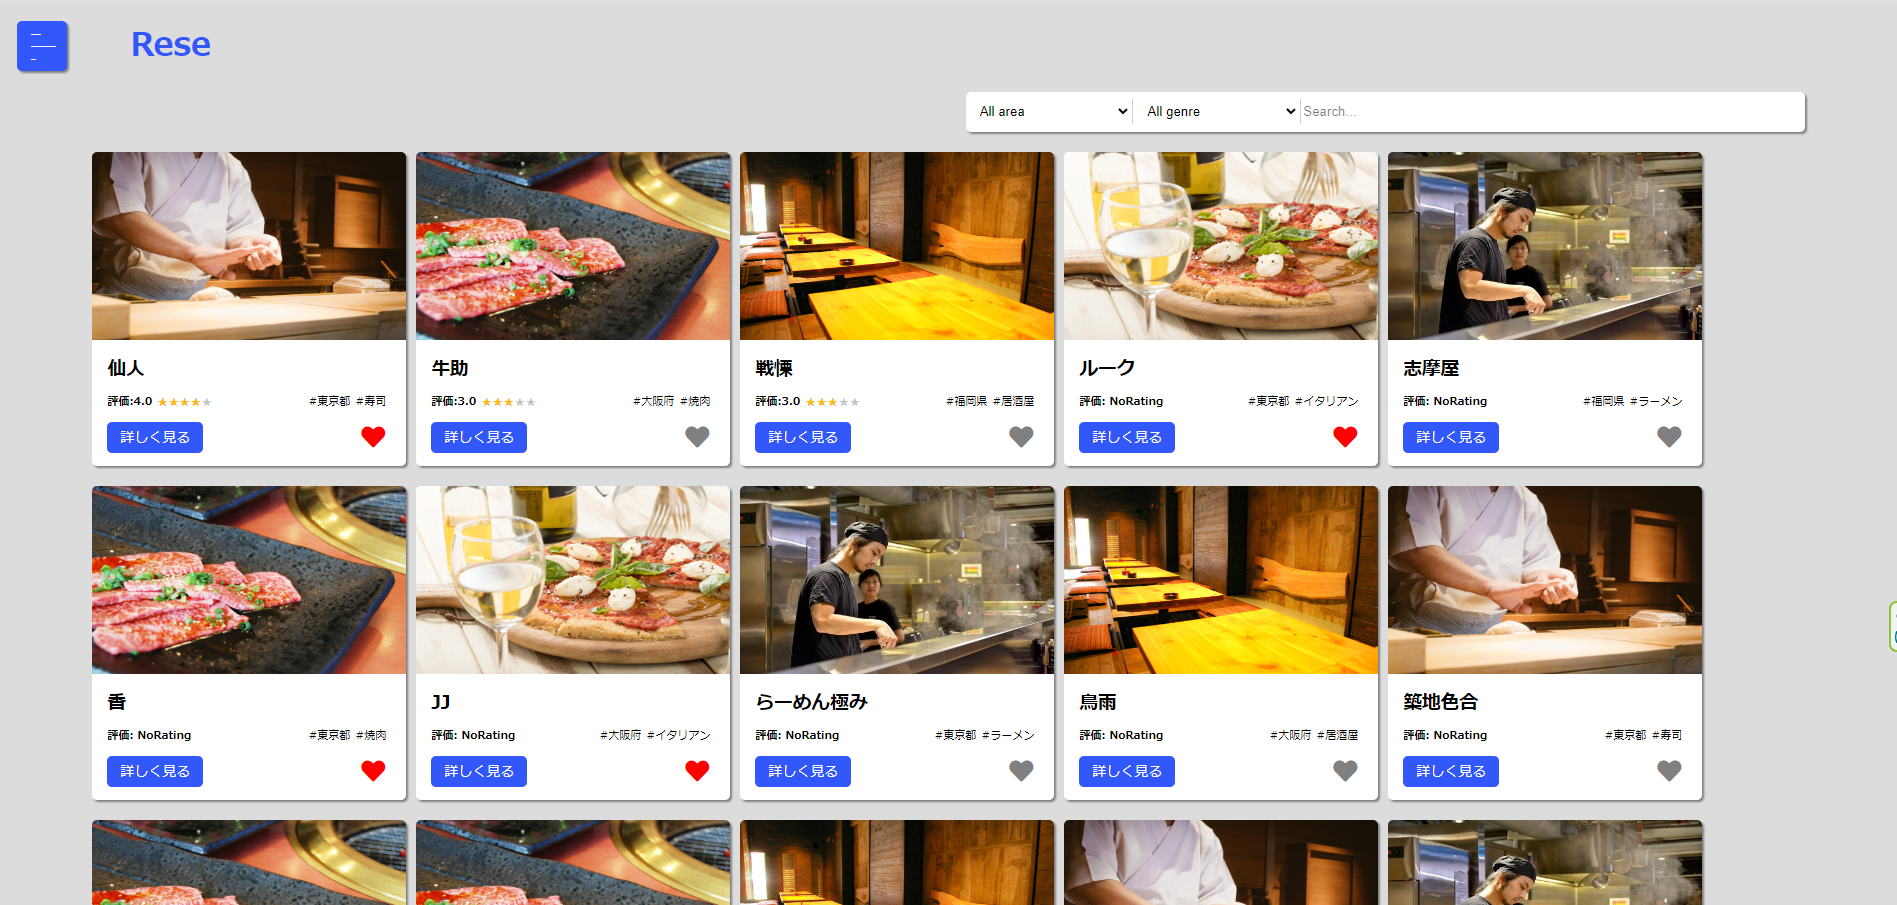 Rese
All area All genre Search...
仙人
評価:4.0 ★★★★★ #東京都 #寿司
詳しく見る
牛助
評価:3.0 ★★★★★ #大阪府 #焼肉
詳しく見る
戦慄
評価:3.0 ★★★★★ #福岡県 #居酒屋
詳しく見る
ルーク
評価: NoRating #東京都 #イタリアン
詳しく見る
志摩屋
評価: NoRating #福岡県 #ラーメン
詳しく見る
香
評価: NoRating #東京都 #焼肉
詳しく見る
JJ
評価: NoRating #大阪府 #イタリアン
詳しく見る
らーめん極み
評価: NoRating #東京都 #ラーメン
詳しく見る
鳥雨
評価: NoRating #大阪府 #居酒屋
詳しく見る
築地色合
評価: NoRating #東京都 #寿司
詳しく見る